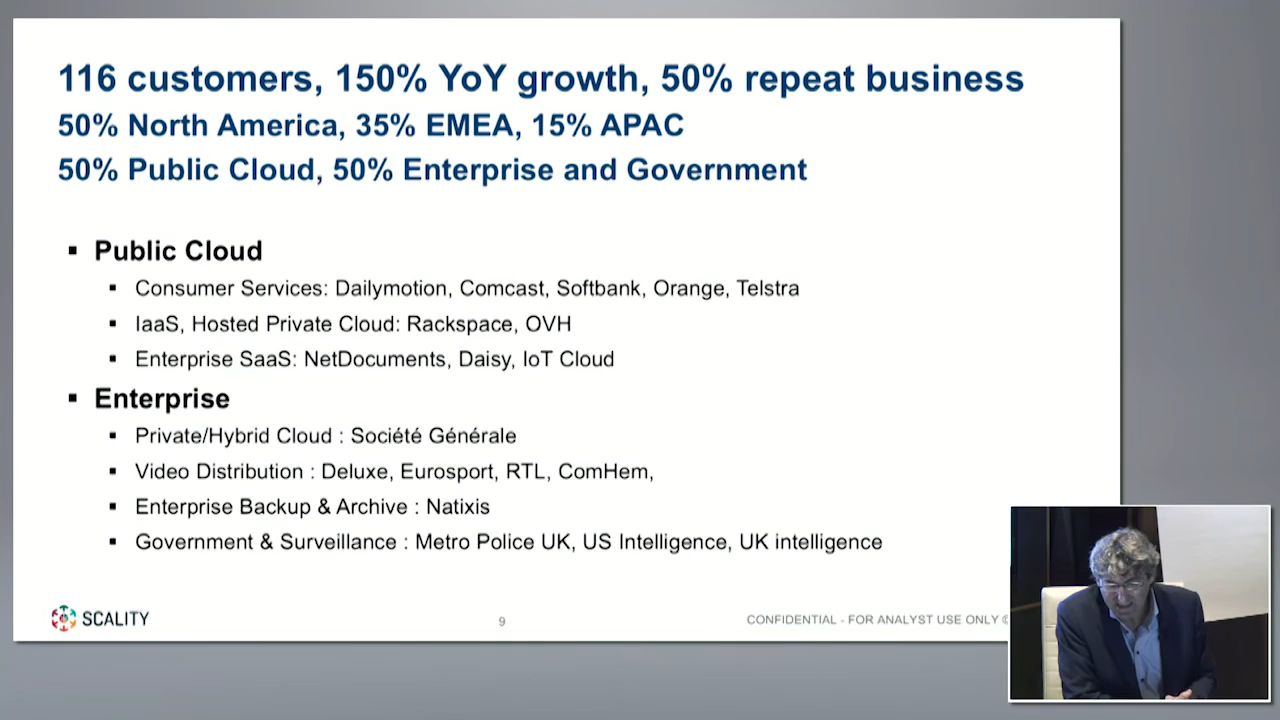 116 customers, 150% YoY growth, 50% repeat business
50% North America, 35% EMEA, 15% APAC
50% Public Cloud, 50% Enterprise and Government
▪ Public Cloud
▪ Consumer Services: Dailymotion, Comcast, Softbank, Orange, Telstra
▪ IaaS, Hosted Private Cloud: Rackspace, OVH
▪ Enterprise SaaS: NetDocuments, Daisy, IoT Cloud
▪ Enterprise
▪ Private/Hybrid Cloud : Société Générale
▪ Video Distribution : Deluxe, Eurosport, RTL, ComHem,
▪ Enterprise Backup & Archive : Natixis
▪ Government & Surveillance : Metro Police UK, US Intelligence, UK intelligence
SCALITY
9
CONFIDENTIAL - FOR ANALYST USE ONLY ©